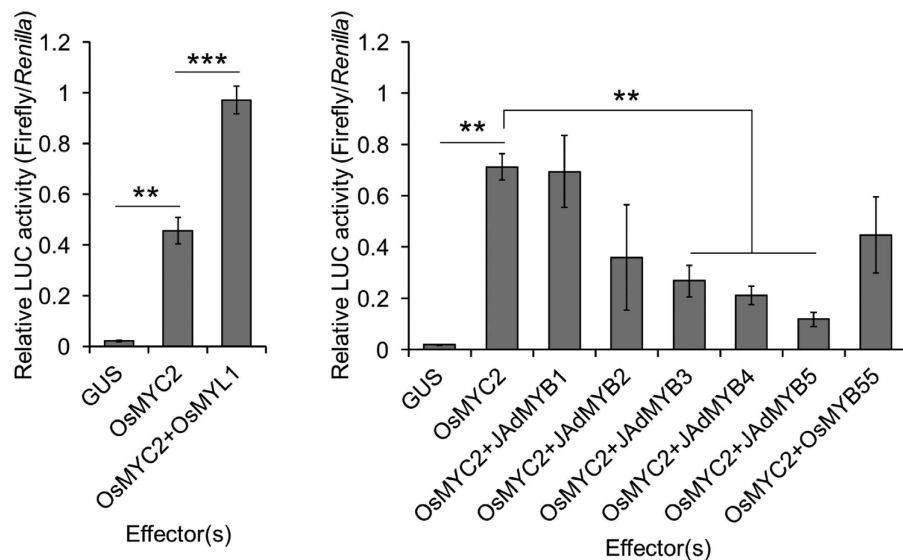 Relative LUC activity (Firefly/Renilla)
1.2
1
0.8
0.6
0.4
0.2
0
**
***
GUS
OsMYC2
OsMYC2+OsMYL1
Effector(s)
Relative LUC activity (Firefly/Renilla)
1.2
1
0.8
0.6
0.4
0.2
0
**
**
GUS
OsMYC2
OsMYC2+JAdMYB1
OsMYC2+JAdMYB2
OsMYC2+JAdMYB3
OsMYC2+JAdMYB4
OsMYC2+JAdMYB5
OsMYC2+OsMYB55
Effector(s)